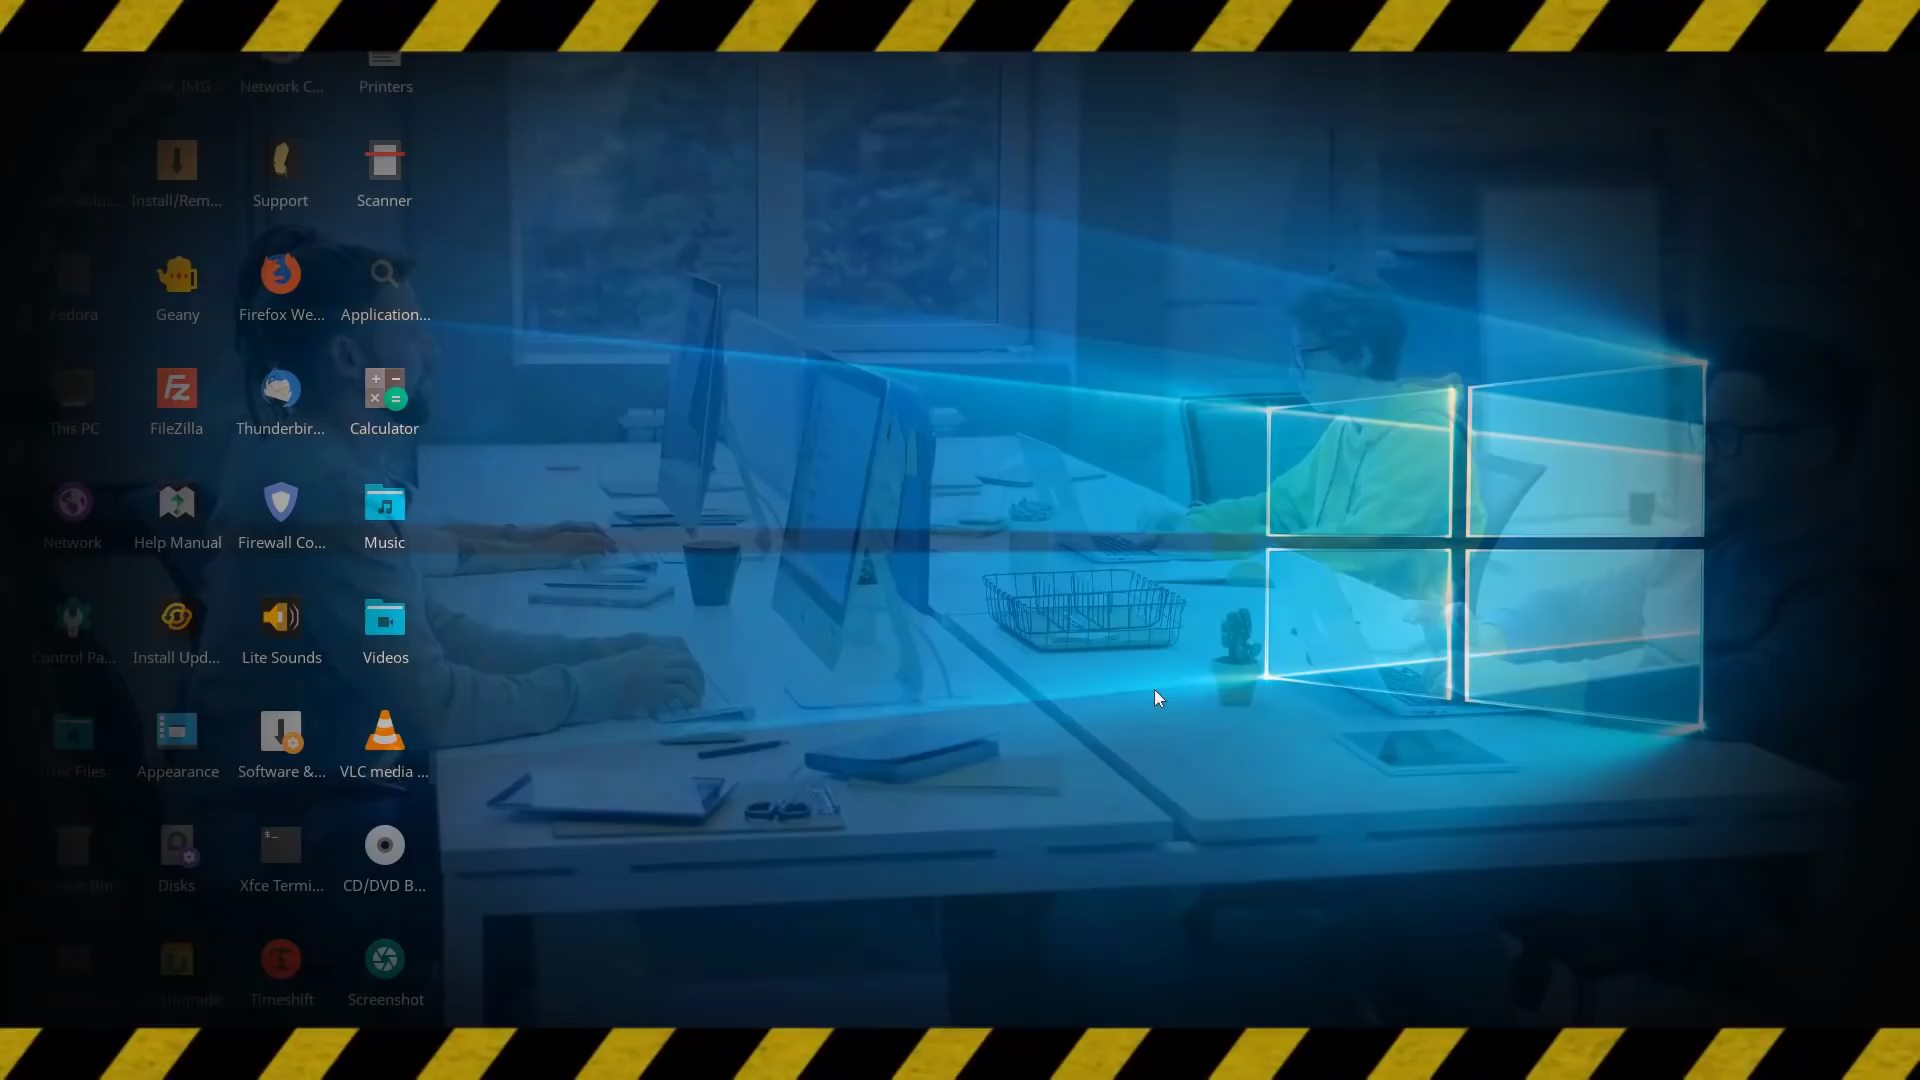 Network C...
Printers
Install/Rem...
Support
Scanner
Fedora
Geany
Firefox We...
Application...
This PC
FileZilla
Thunderbir...
Calculator
Network
Help Manual
Firewall Co...
Music
Control Pa...
Install Upd...
Lite Sounds
Videos
User Files
Appearance
Software &...
VLC media ...
Disks
Xfce Termi...
CD/DVD B...
Upgrade
Timeshift
Screenshot